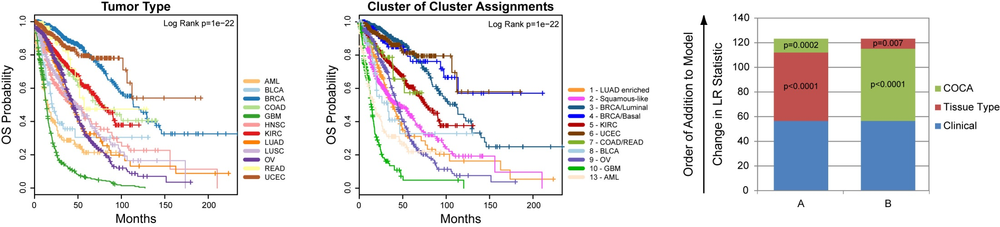 Tumor Type
Log Rank p=1e−22
OS Probability
1.0
0.8
0.6
0.4
0.2
0.0
0 50 100 150 200
Months
AML
BLCA
BRCA
COAD
GBM
HNSC
KIRC
LUAD
LUSC
OV
READ
UCEC
Cluster of Cluster Assignments
Log Rank p=1e−22
OS Probability
1.0
0.8
0.6
0.4
0.2
0.0
0 50 100 150 200
Months
1 - LUAD enriched
2 - Squamous-like
3 - BRCA/Luminal
4 - BRCA/Basal
5 - KIRC
6 - UCEC
7 - COAD/READ
8 - BLCA
9 - OV
10 - GBM
13 - AML
Order of Addition to Model
Change in LR Statistic
140
120
100
80
60
40
20
0
p=0.0002
p<0.0001
p=0.007
p<0.0001
A B
COCA
Tissue Type
Clinical